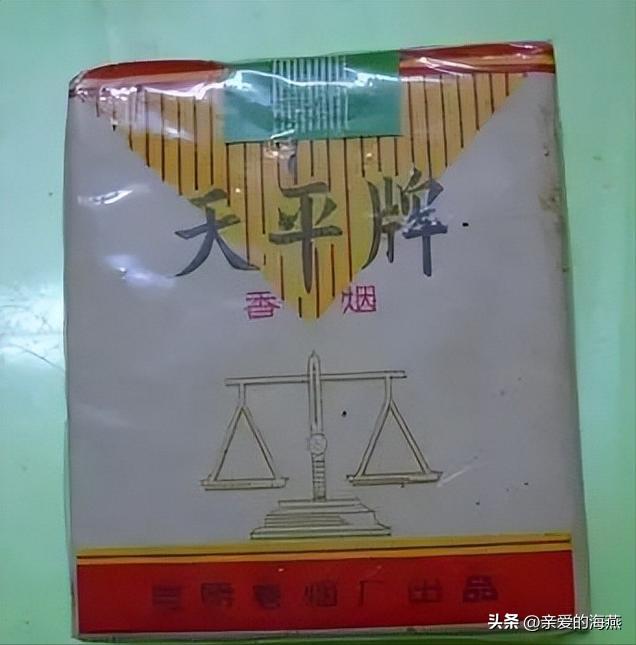 天平牌
香烟
卷烟厂出品
头条 @亲爱的海燕